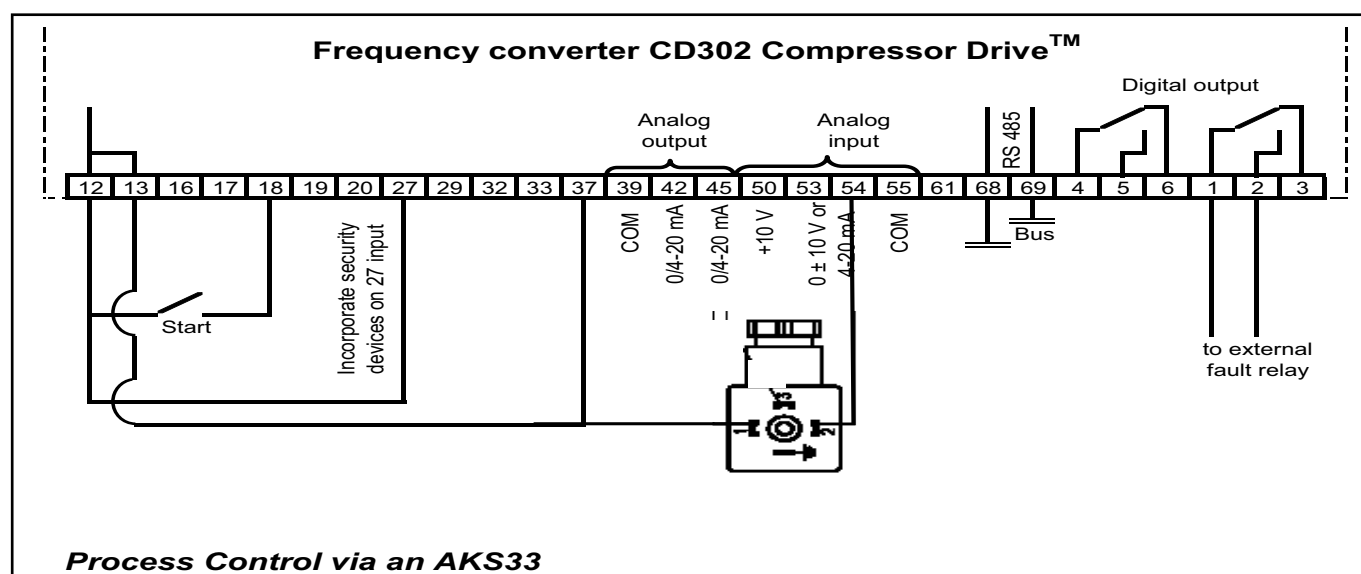 Frequency converter CD302 Compressor Drive™
Digital output
Analog
output
Analog
input
RS 485
12 13 16 17 18 19 20 27 29 32 33 37 39 42 45 50 53 54 55 61 68 69 4 5 6 1 2 3
COM
0/4-20 mA
0/4-20 mA
+10 V
0 ± 10 V or
4-20 mA
COM
Bus
Incorporate security
devices on 27 input
Start
to external
fault relay
1
3
2
Process Control via an AKS33